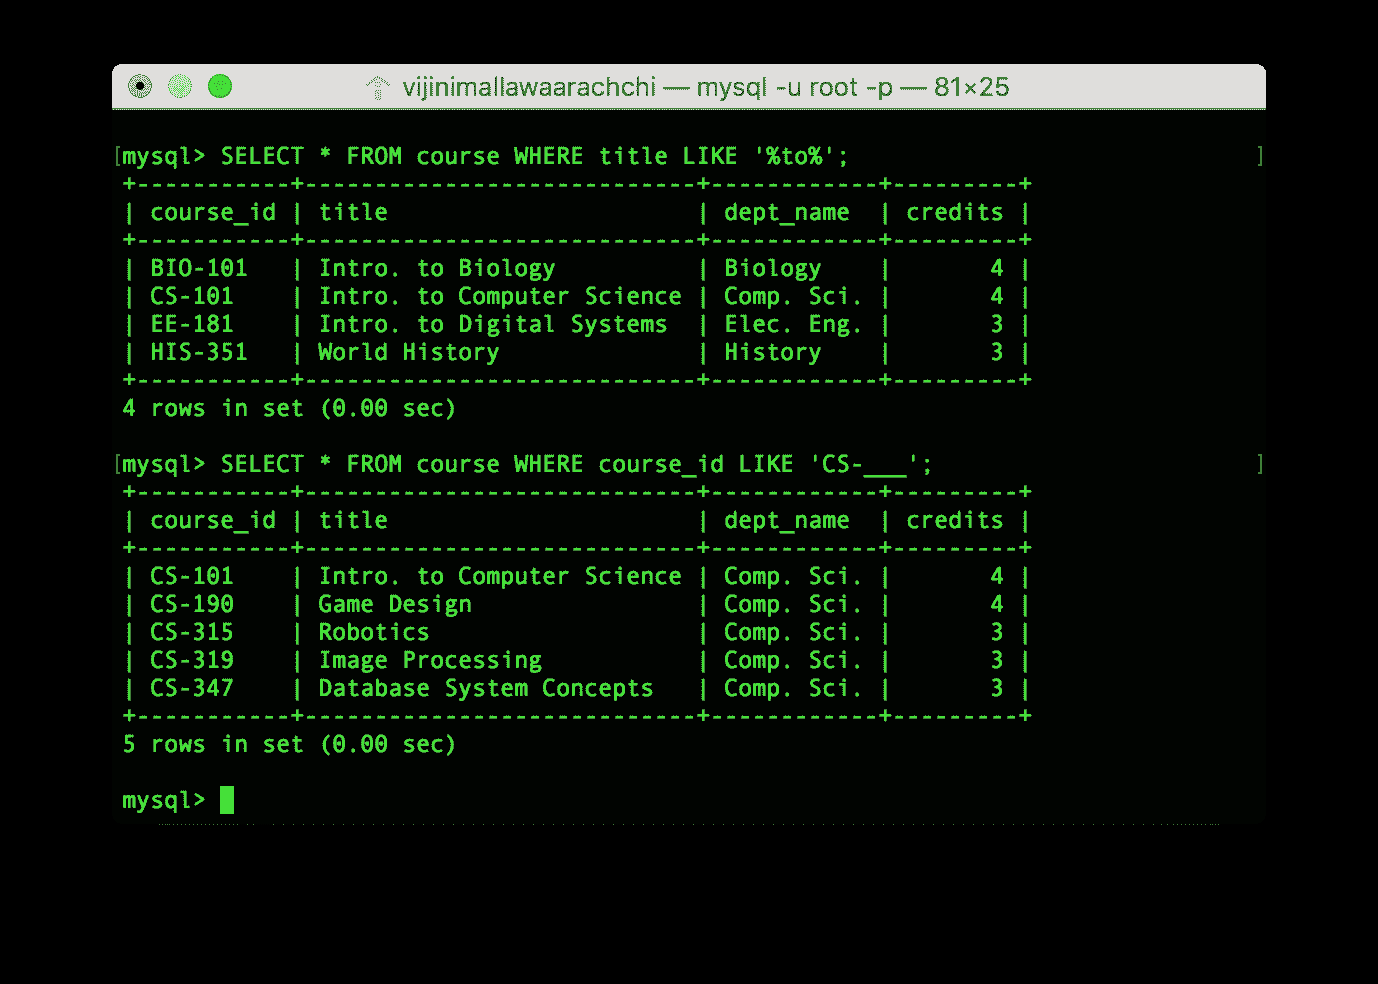 vijinimallawaarachchi — mysql -u root -p — 81×25
[mysql> SELECT * FROM course WHERE title LIKE '%to%'; ]
+-----------+----------------------------+------------+---------+
| course_id | title                      | dept_name  | credits |
+-----------+----------------------------+------------+---------+
| BIO-101   | Intro. to Biology          | Biology    |       4 |
| CS-101    | Intro. to Computer Science | Comp. Sci. |       4 |
| EE-181    | Intro. to Digital Systems  | Elec. Eng. |       3 |
| HIS-351   | World History              | History    |       3 |
+-----------+----------------------------+------------+---------+
4 rows in set (0.00 sec)
[mysql> SELECT * FROM course WHERE course_id LIKE 'CS-___'; ]
+-----------+----------------------------+------------+---------+
| course_id | title                      | dept_name  | credits |
+-----------+----------------------------+------------+---------+
| CS-101    | Intro. to Computer Science | Comp. Sci. |       4 |
| CS-190    | Game Design                | Comp. Sci. |       4 |
| CS-315    | Robotics                   | Comp. Sci. |       3 |
| CS-319    | Image Processing           | Comp. Sci. |       3 |
| CS-347    | Database System Concepts   | Comp. Sci. |       3 |
+-----------+----------------------------+------------+---------+
5 rows in set (0.00 sec)
mysql>